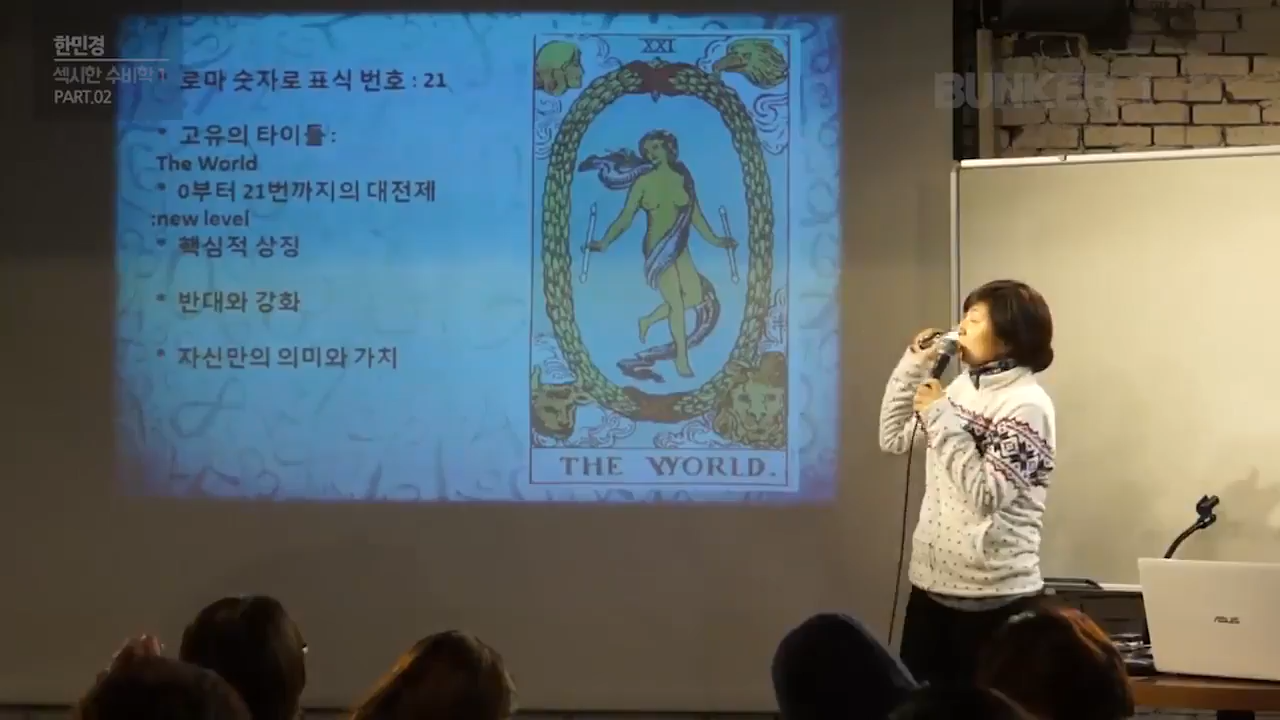 한민경
섹시한 수비학 1
PART.02
BUNKER 1
* 로마 숫자로 표식 번호 : 21
* 고유의 타이틀 :
The World
* 0부터 21번까지의 대전제
:new level
* 핵심적 상징
* 반대와 강화
* 자신만의 의미와 가치
XXI
THE WORLD.
ASUS